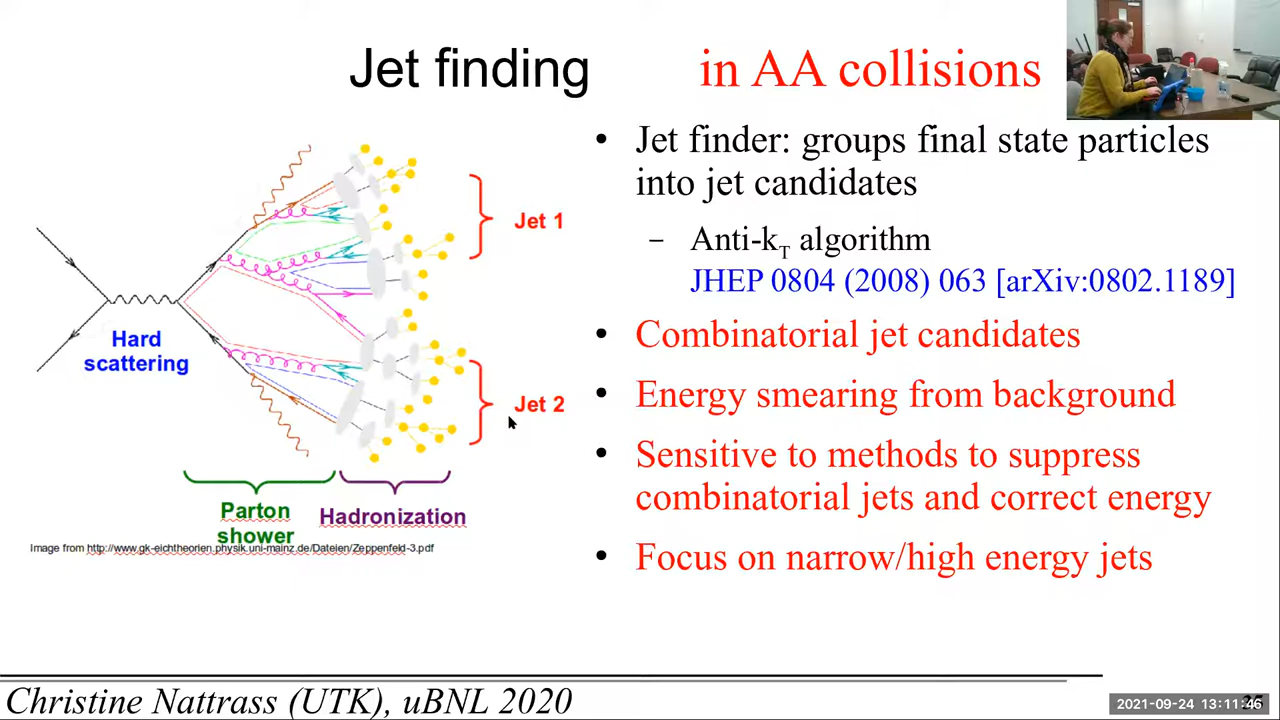 Jet finding in AA collisions
• Jet finder: groups final state particles
into jet candidates
– Anti-kT algorithm
JHEP 0804 (2008) 063 [arXiv:0802.1189]
• Combinatorial jet candidates
• Energy smearing from background
• Sensitive to methods to suppress
combinatorial jets and correct energy
• Focus on narrow/high energy jets
Jet 1
Hard
scattering
Jet 2
Parton
shower
Hadronization
Image from http://www.gk-eichtheorien.physik.uni-mainz.de/Dateien/Zeppenfeld-3.pdf
Christine Nattrass (UTK), uBNL 2020
2021-09-24 13:11:46